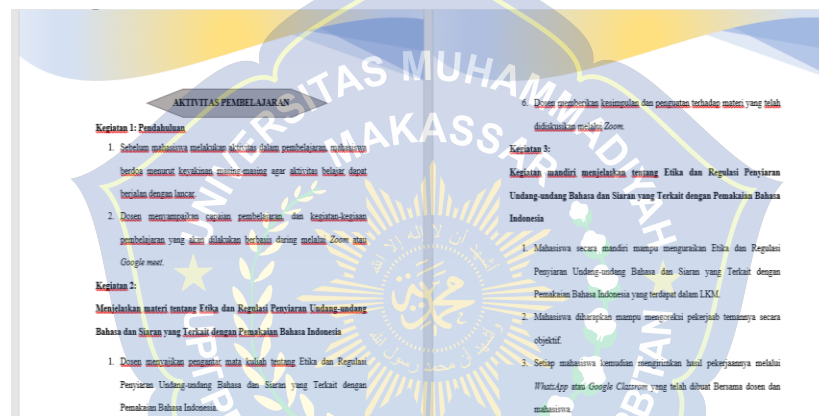 AKTIVITAS PEMBELAJARAN
Kegiatan 1: Pendahuluan
1. Sebelum mahasiswa melakukan aktivitas dalam pembelajaran, mahasiswa
berdoa menurut keyakinan masing-masing agar aktivitas belajar dapat
berjalan dengan lancar.
2. Dosen menyampaikan capaian pembelajaran, dan kegiatan-kegiaan
pembelajaran yang akan dilakukan berbasis daring melalui Zoom atau
Google meet.
Kegiatan 2:
Menjelaskan materi tentang Etika dan Regulasi Penyiaran Undang-undang
Bahasa dan Siaran yang Terkait dengan Pemakaian Bahasa Indonesia
1. Dosen menyajikan pengantar mata kuliah tentang Etika dan Regulasi
Penyiaran Undang-undang Bahasa dan Siaran yang Terkait dengan
Pemakaian Bahasa Indonesia.
6. Dosen memberikan kesimpulan dan penguatan terhadap materi yang telah
didiskusikan melalui Zoom.
Kegiatan 3:
Kegiatan mandiri menjelaskan tentang Etika dan Regulasi Penyiaran
Undang-undang Bahasa dan Siaran yang Terkait dengan Pemakaian Bahasa
Indonesia
1. Mahasiswa secara mandiri mampu menguraikan Etika dan Regulasi
Penyiaran Undang-undang Bahasa dan Siaran yang Terkait dengan
Pemakaian Bahasa Indonesia yang terdapat dalam LKM.
2. Mahasiswa diharapkan mampu mengoreksi pekerjaab temannya secara
objektif.
3. Setiap mahasiswa kemudian mengirimkan hasil pekerjaannya melalui
WhatsApp atau Google Classrom yang telah dibuat Bersama dosen dan
mahasiswa.
UNIVERSITAS MUHAMMADIYAH
MAKASSAR